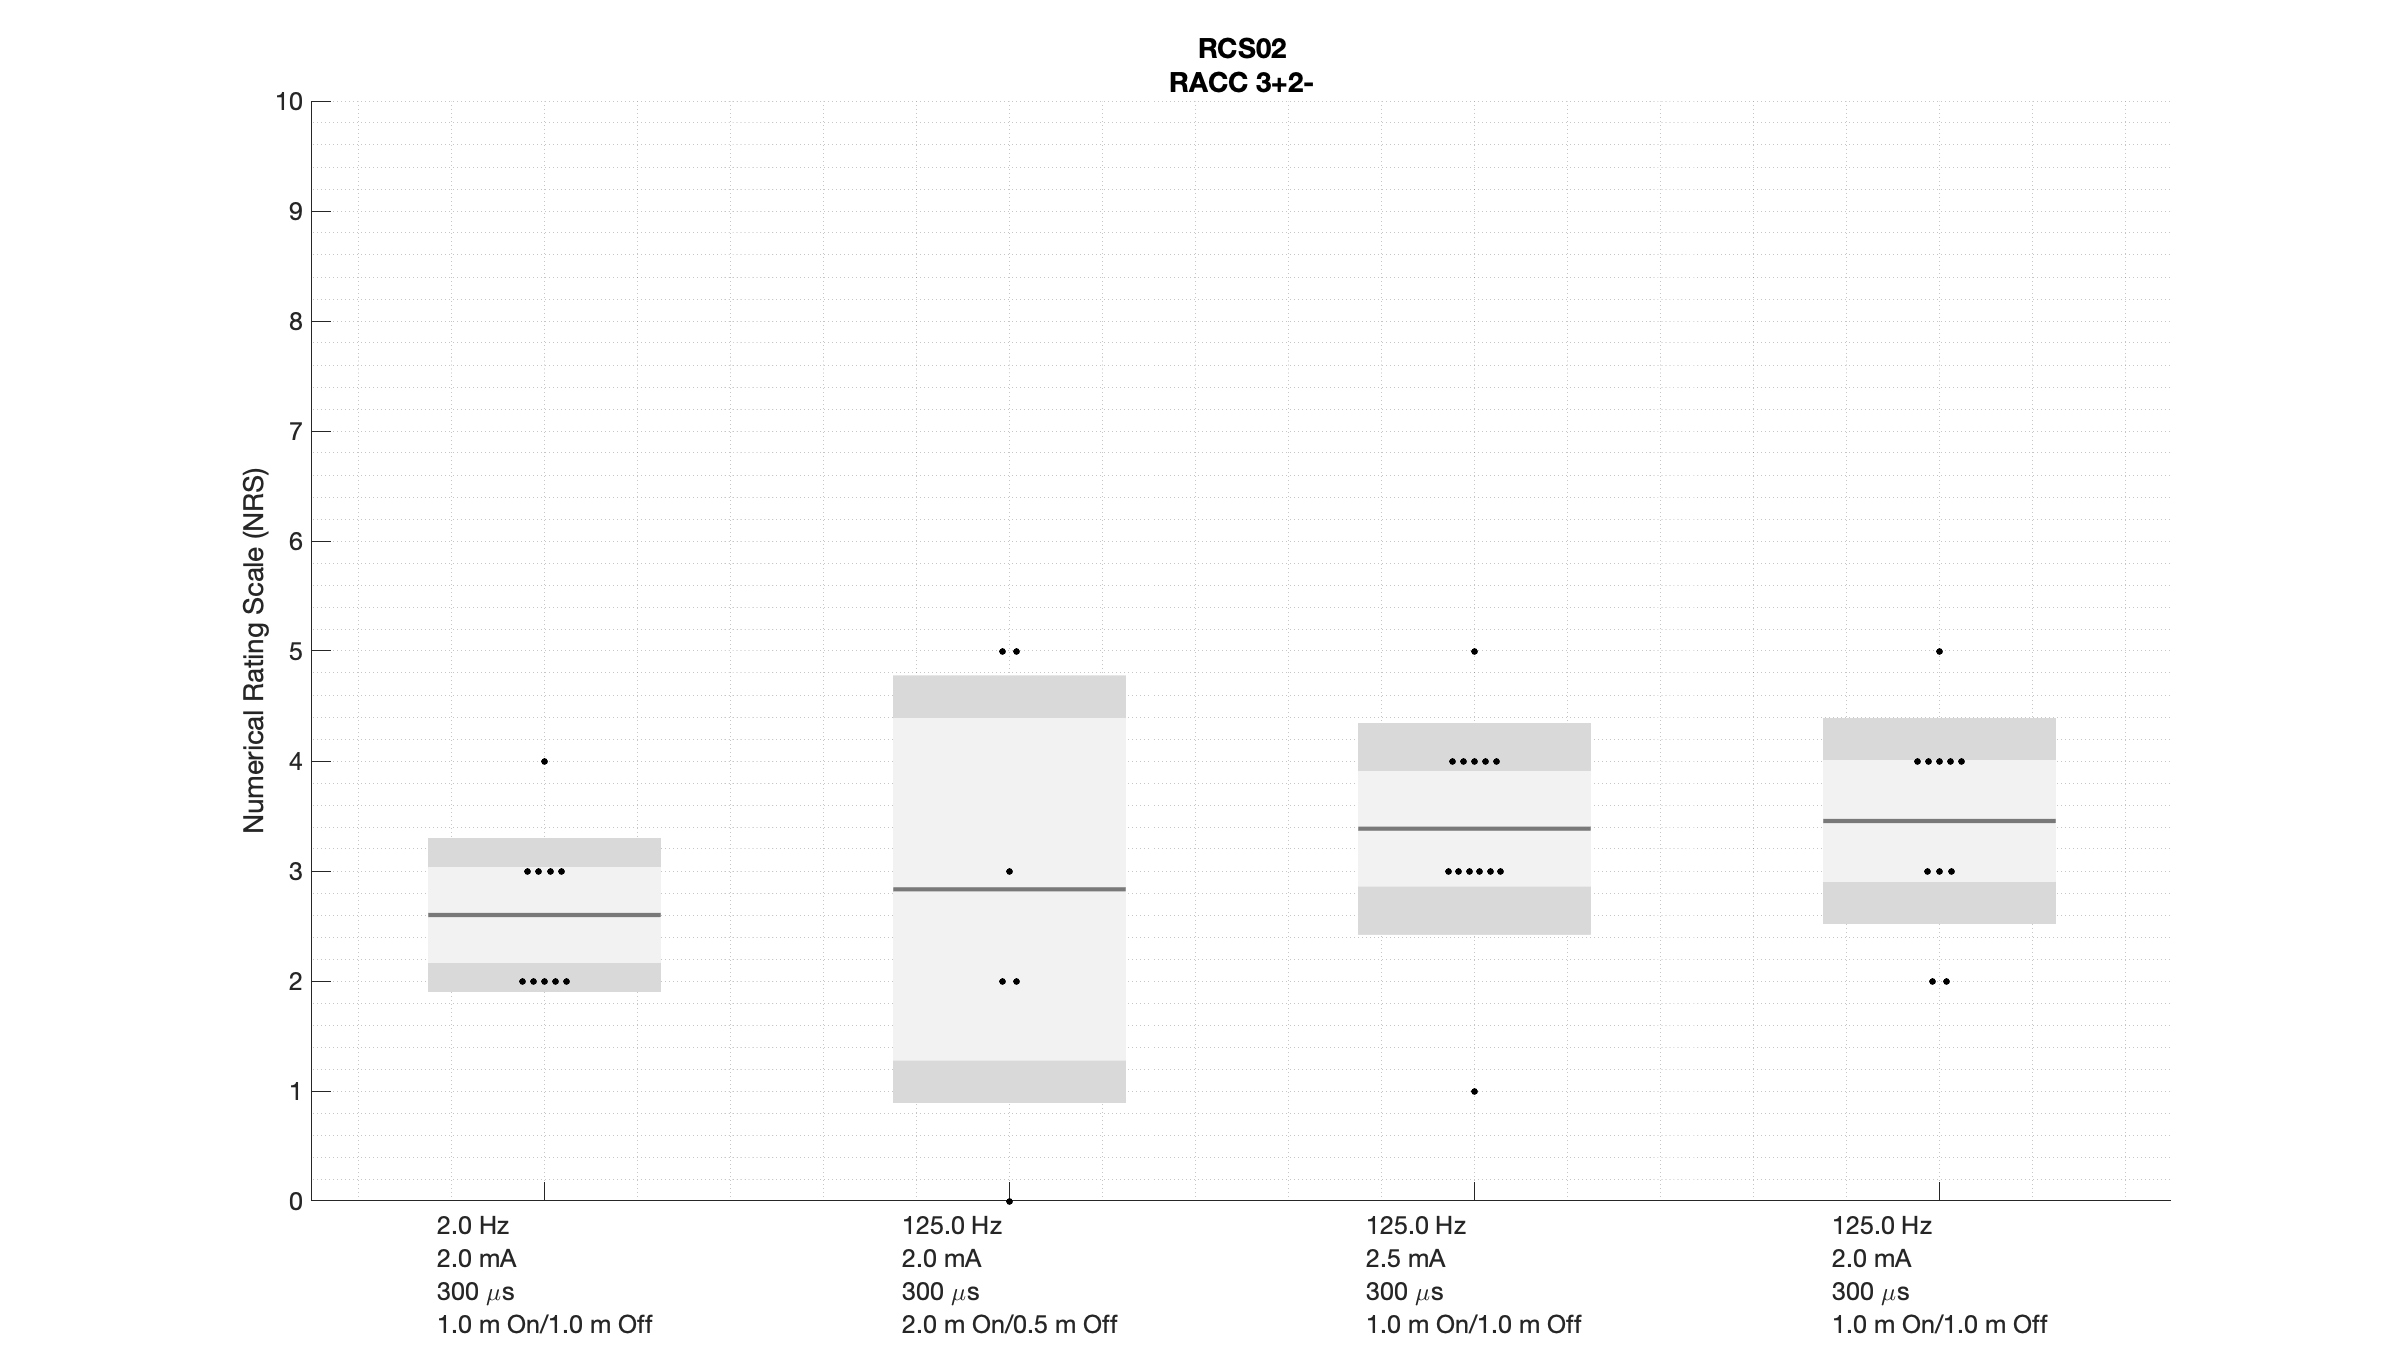 RCS02
RACC 3+2-
Numerical Rating Scale (NRS)
10
9
8
7
6
5
4
3
2
1
0
2.0 Hz
2.0 mA
300 μs
1.0 m On/1.0 m Off
125.0 Hz
2.0 mA
300 μs
2.0 m On/0.5 m Off
125.0 Hz
2.5 mA
300 μs
1.0 m On/1.0 m Off
125.0 Hz
2.0 mA
300 μs
1.0 m On/1.0 m Off